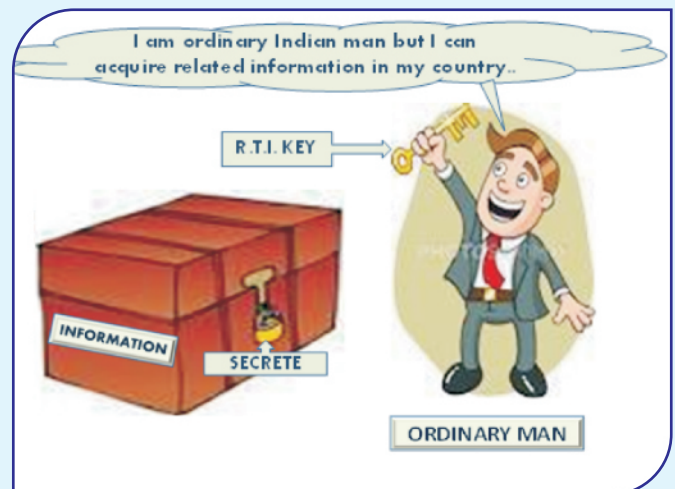 I am ordinary Indian man but I can
acquire related information in my country..
R.T.I. KEY
INFORMATION
SECRETE
ORDINARY MAN